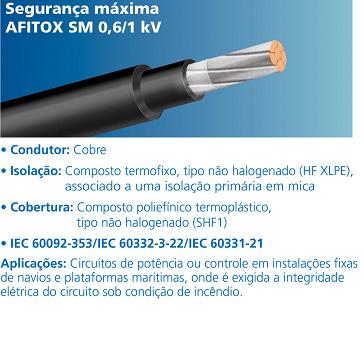 Segurança máxima
AFITOX SM 0,6/1 kV
• Condutor: Cobre
• Isolação: Composto termofixo, tipo não halogenado (HF XLPE),
associado a uma isolação primária em mica
• Cobertura: Composto poliefínico termoplástico,
tipo não halogenado (SHF1)
• IEC 60092-353/IEC 60332-3-22/IEC 60331-21
Aplicações: Circuitos de potência ou controle em instalações fixas
de navios e plataformas marítimas, onde é exigida a integridade
elétrica do circuito sob condição de incêndio.